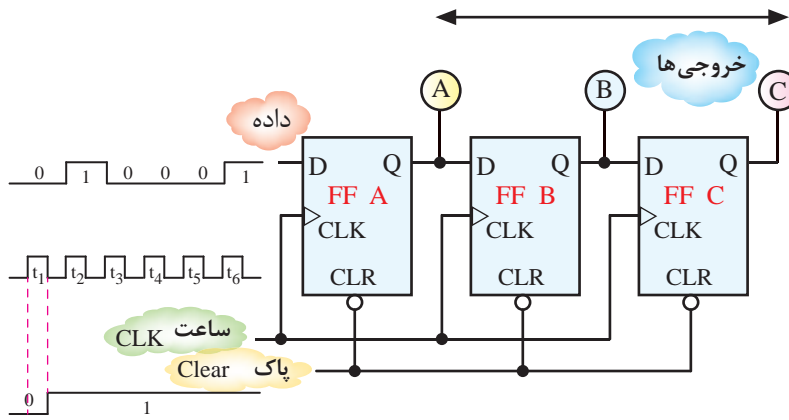 خروجی‌ها
A B C
داده
D Q D Q D Q
FF A FF B FF C
CLK CLK CLK
CLR CLR CLR
0 1 0 0 0 1
t1 t2 t3 t4 t5 t6
ساعت CLK
پاک Clear
0 1